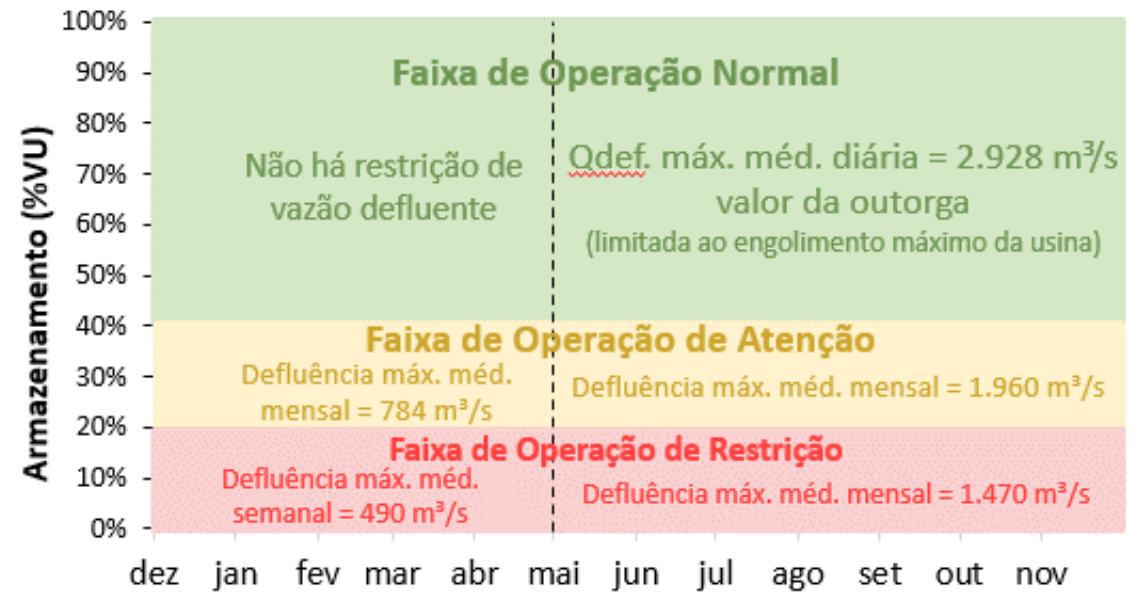 Armazenamento (%VU)
100%
90%
80%
70%
60%
50%
40%
30%
20%
10%
0%
Faixa de Operação Normal
Não há restrição de
vazão defluente
Qdef. máx. méd. diária = 2.928 m³/s
valor da outorga
(limitada ao engolimento máximo da usina)
Faixa de Operação de Atenção
Defluência máx. méd.
mensal = 784 m³/s
Defluência máx. méd. mensal = 1.960 m³/s
Faixa de Operação de Restrição
Defluência máx. méd.
semanal = 490 m³/s
Defluência máx. méd. mensal = 1.470 m³/s
dez jan fev mar abr mai jun jul ago set out nov